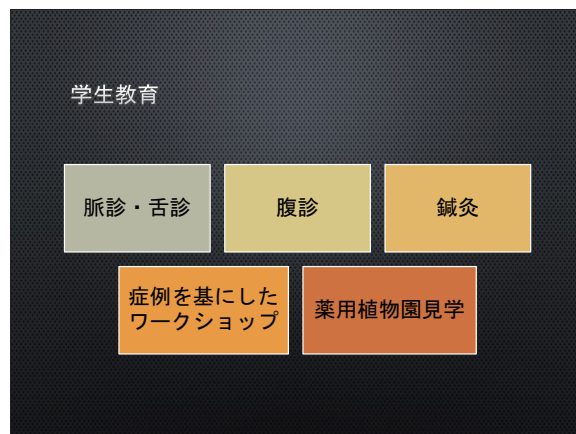 学生教育
脈診・舌診
腹診
鍼灸
症例を基にした
ワークショップ
薬用植物園見学